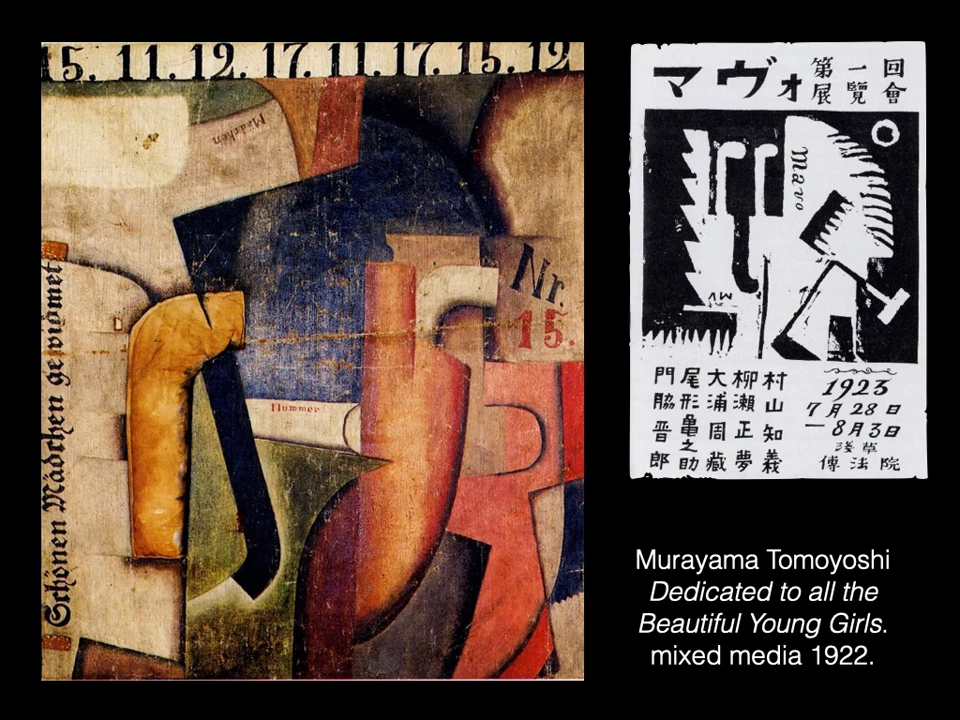 15. 11. 12. 17. 11. 17. 15. 12
Mädchen
Nr.
15.
Nummer
Schönen Mädchen gewidmet
マヴォ
第一回
展覽會
Mavo
門脇晋郎
尾形亀之助
大浦周蔵
柳瀬正夢
村山知義
1923
7月28日
—8月3日
浅草
傳法院
Murayama Tomoyoshi
Dedicated to all the
Beautiful Young Girls.
mixed media 1922.